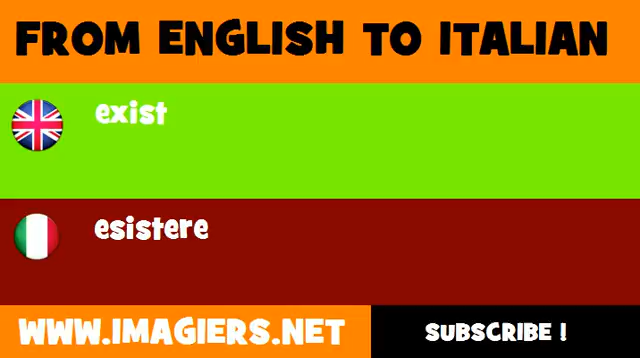 FROM ENGLISH TO ITALIAN
exist
esistere
WWW.IMAGIERS.NET
SUBSCRIBE !